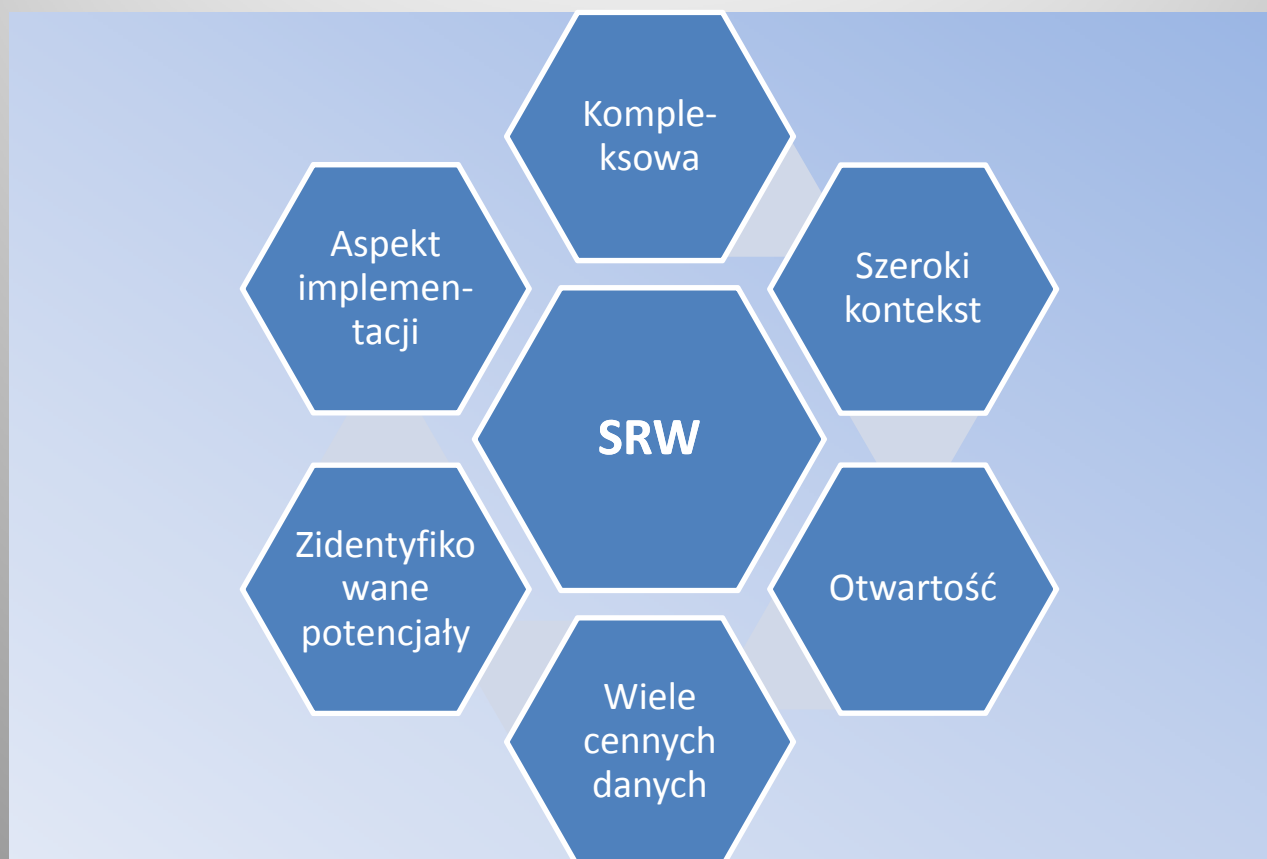 Komple-
ksowa
Szeroki
kontekst
Otwartość
Wiele
cennych
danych
Zidentyfiko
wane
potencjały
Aspekt
implemen-
tacji
SRW